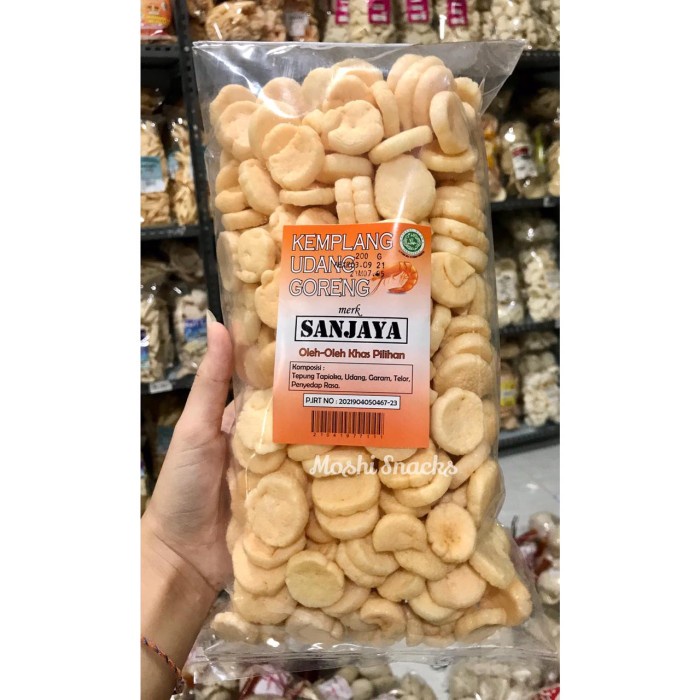 KEMPLANG
UDANG
GORENG
200 G
merk
SANJAYA
Oleh-Oleh Khas Pilihan
Komposisi :
Tepung Tapioka, Udang, Garam, Telor,
Penyedap Rasa.
P.IRT NO : 2021904050467-23
Moshi Snacks